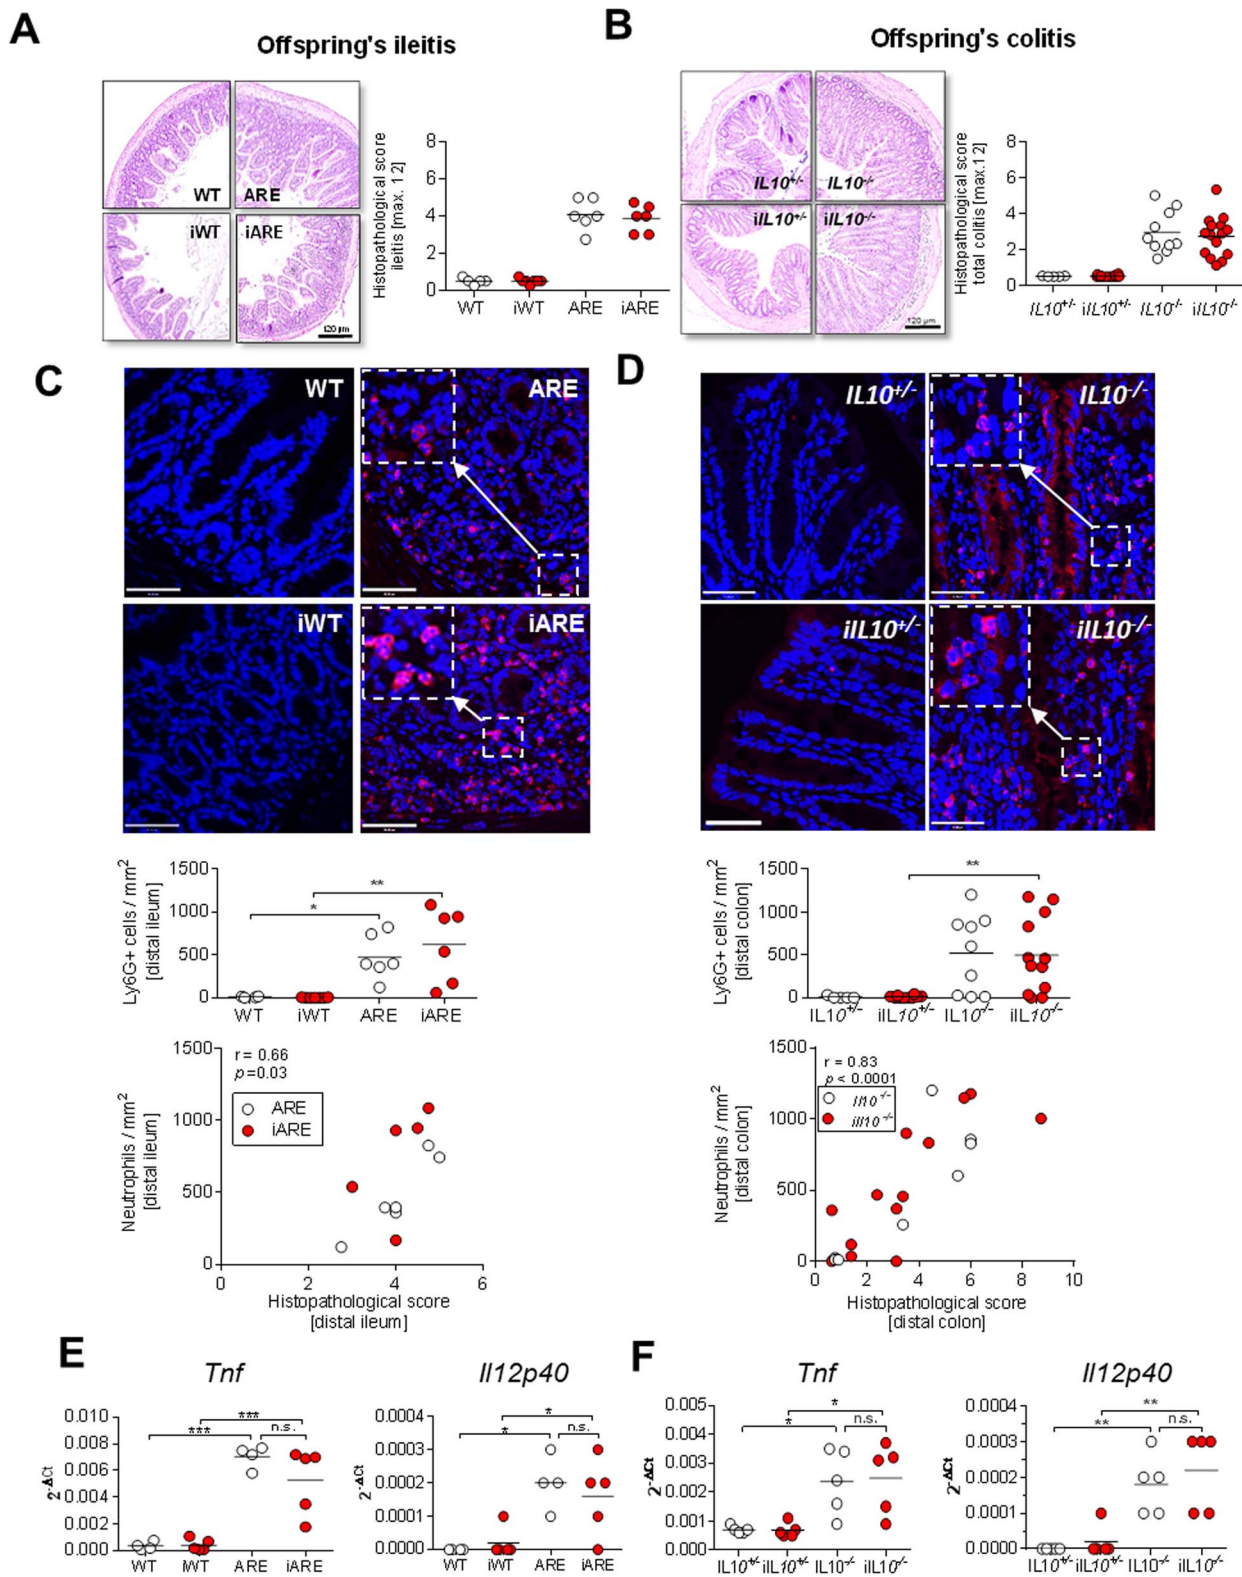 A
Offspring's ileitis
WT
ARE
iWT
iARE
120 µm
Histopathological score
ileitis [max. 12]
8
6
4
2
0
WT
iWT
ARE
iARE
B
Offspring's colitis
IL10+/-
IL10-/-
iIL10+/-
iIL10-/-
120 µm
Histopathological score
total colitis [max.12]
8
6
4
2
0
IL10+/-
iIL10+/-
IL10-/-
iIL10-/-
C
WT
ARE
iWT
iARE
Ly6G+ cells / mm2
[distal ileum]
1500
1000
500
0
*
**
WT
iWT
ARE
iARE
Neutrophils / mm2
[distal ileum]
1500
1000
500
0
r = 0.66
p=0.03
ARE
iARE
0
2
4
6
Histopathological score
[distal ileum]
D
IL10+/-
IL10-/-
iIL10+/-
iIL10-/-
Ly6G+ cells / mm2
[distal colon]
1500
1000
500
0
**
IL10+/-
iIL10+/-
IL10-/-
iIL10-/-
Neutrophils / mm2
[distal colon]
1500
1000
500
0
r = 0.83
p < 0.0001
Il10 -/-
iIl10 -/-
0
2
4
6
8
10
Histopathological score
[distal colon]
E
Tnf
2-ΔCt
0.010
0.008
0.006
0.004
0.002
0.000
***
***
n.s.
WT
iWT
ARE
iARE
Il12p40
2-ΔCt
0.0004
0.0003
0.0002
0.0001
0.0000
*
*
n.s.
WT
iWT
ARE
iARE
F
Tnf
2-ΔCt
0.005
0.004
0.003
0.002
0.001
0.000
*
*
n.s.
IL10+/-
iIL10+/-
IL10-/-
iIL10-/-
Il12p40
2-ΔCt
0.0004
0.0003
0.0002
0.0001
0.0000
**
**
n.s.
IL10+/-
iIL10+/-
IL10-/-
iIL10-/-